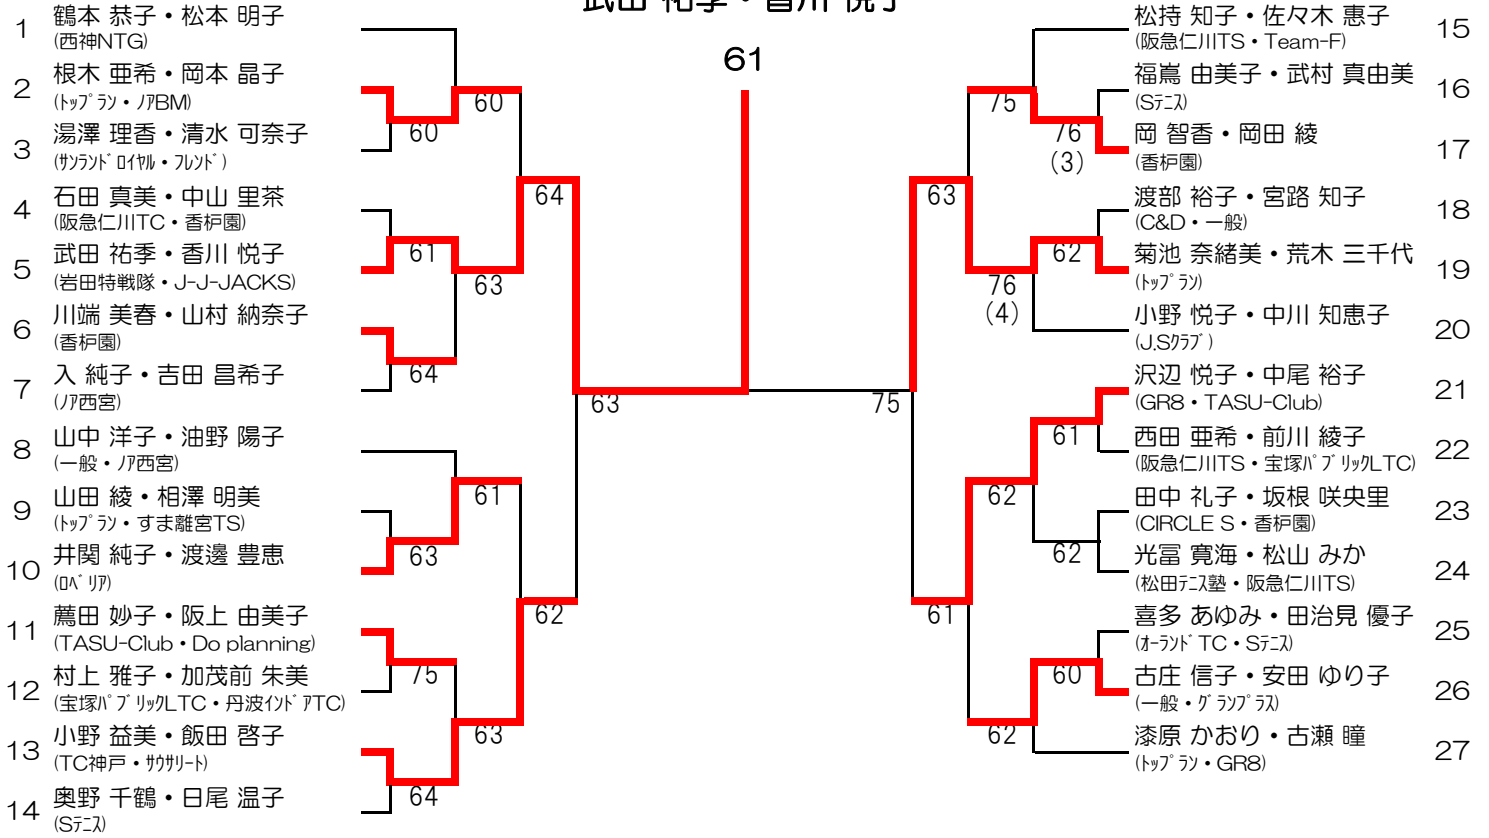 武田 祐季・香川 悦子
61
1 鶴本 恭子・松本 明子
(西神NTG)
2 根木 亜希・岡本 晶子
(トップラン・ノアBM)
3 湯澤 理香・清水 可奈子
(サンランドロイヤル・フレンド)
4 石田 真美・中山 里茶
(阪急仁川TC・香枦園)
5 武田 祐季・香川 悦子
(岩田特戦隊・J-J-JACKS)
6 川端 美春・山村 納奈子
(香枦園)
7 入 純子・吉田 昌希子
(ノア西宮)
8 山中 洋子・油野 陽子
(一般・ノア西宮)
9 山田 綾・相澤 明美
(トップラン・すま離宮TS)
10 井関 純子・渡邊 豊恵
(ロベリア)
11 薦田 妙子・阪上 由美子
(TASU-Club・Do planning)
12 村上 雅子・加茂前 朱美
(宝塚パブリックLTC・丹波インドアTC)
13 小野 益美・飯田 啓子
(TC神戸・サウサリート)
14 奥野 千鶴・日尾 温子
(Sテニス)
60
60
64
61
63
64
63
61
63
62
75
63
64
松持 知子・佐々木 惠子 15
(阪急仁川TS・Team-F)
福嶌 由美子・武村 真由美 16
(Sテニス)
岡 智香・岡田 綾 17
(香枦園)
渡部 裕子・宮路 知子 18
(C&D・一般)
菊池 奈緒美・荒木 三千代 19
(トップラン)
小野 悦子・中川 知恵子 20
(J.Sクラブ)
沢辺 悦子・中尾 裕子 21
(GR8・TASU-Club)
西田 亜希・前川 綾子 22
(阪急仁川TS・宝塚パブリックLTC)
田中 礼子・坂根 咲央里 23
(CIRCLE S・香枦園)
光冨 寛海・松山 みか 24
(松田テニス塾・阪急仁川TS)
喜多 あゆみ・田治見 優子 25
(オーランドTC・Sテニス)
古庄 信子・安田 ゆり子 26
(一般・グランプラス)
漆原 かおり・古瀬 瞳 27
(トップラン・GR8)
75
76
(3)
63
62
76
(4)
75
61
62
62
61
60
62